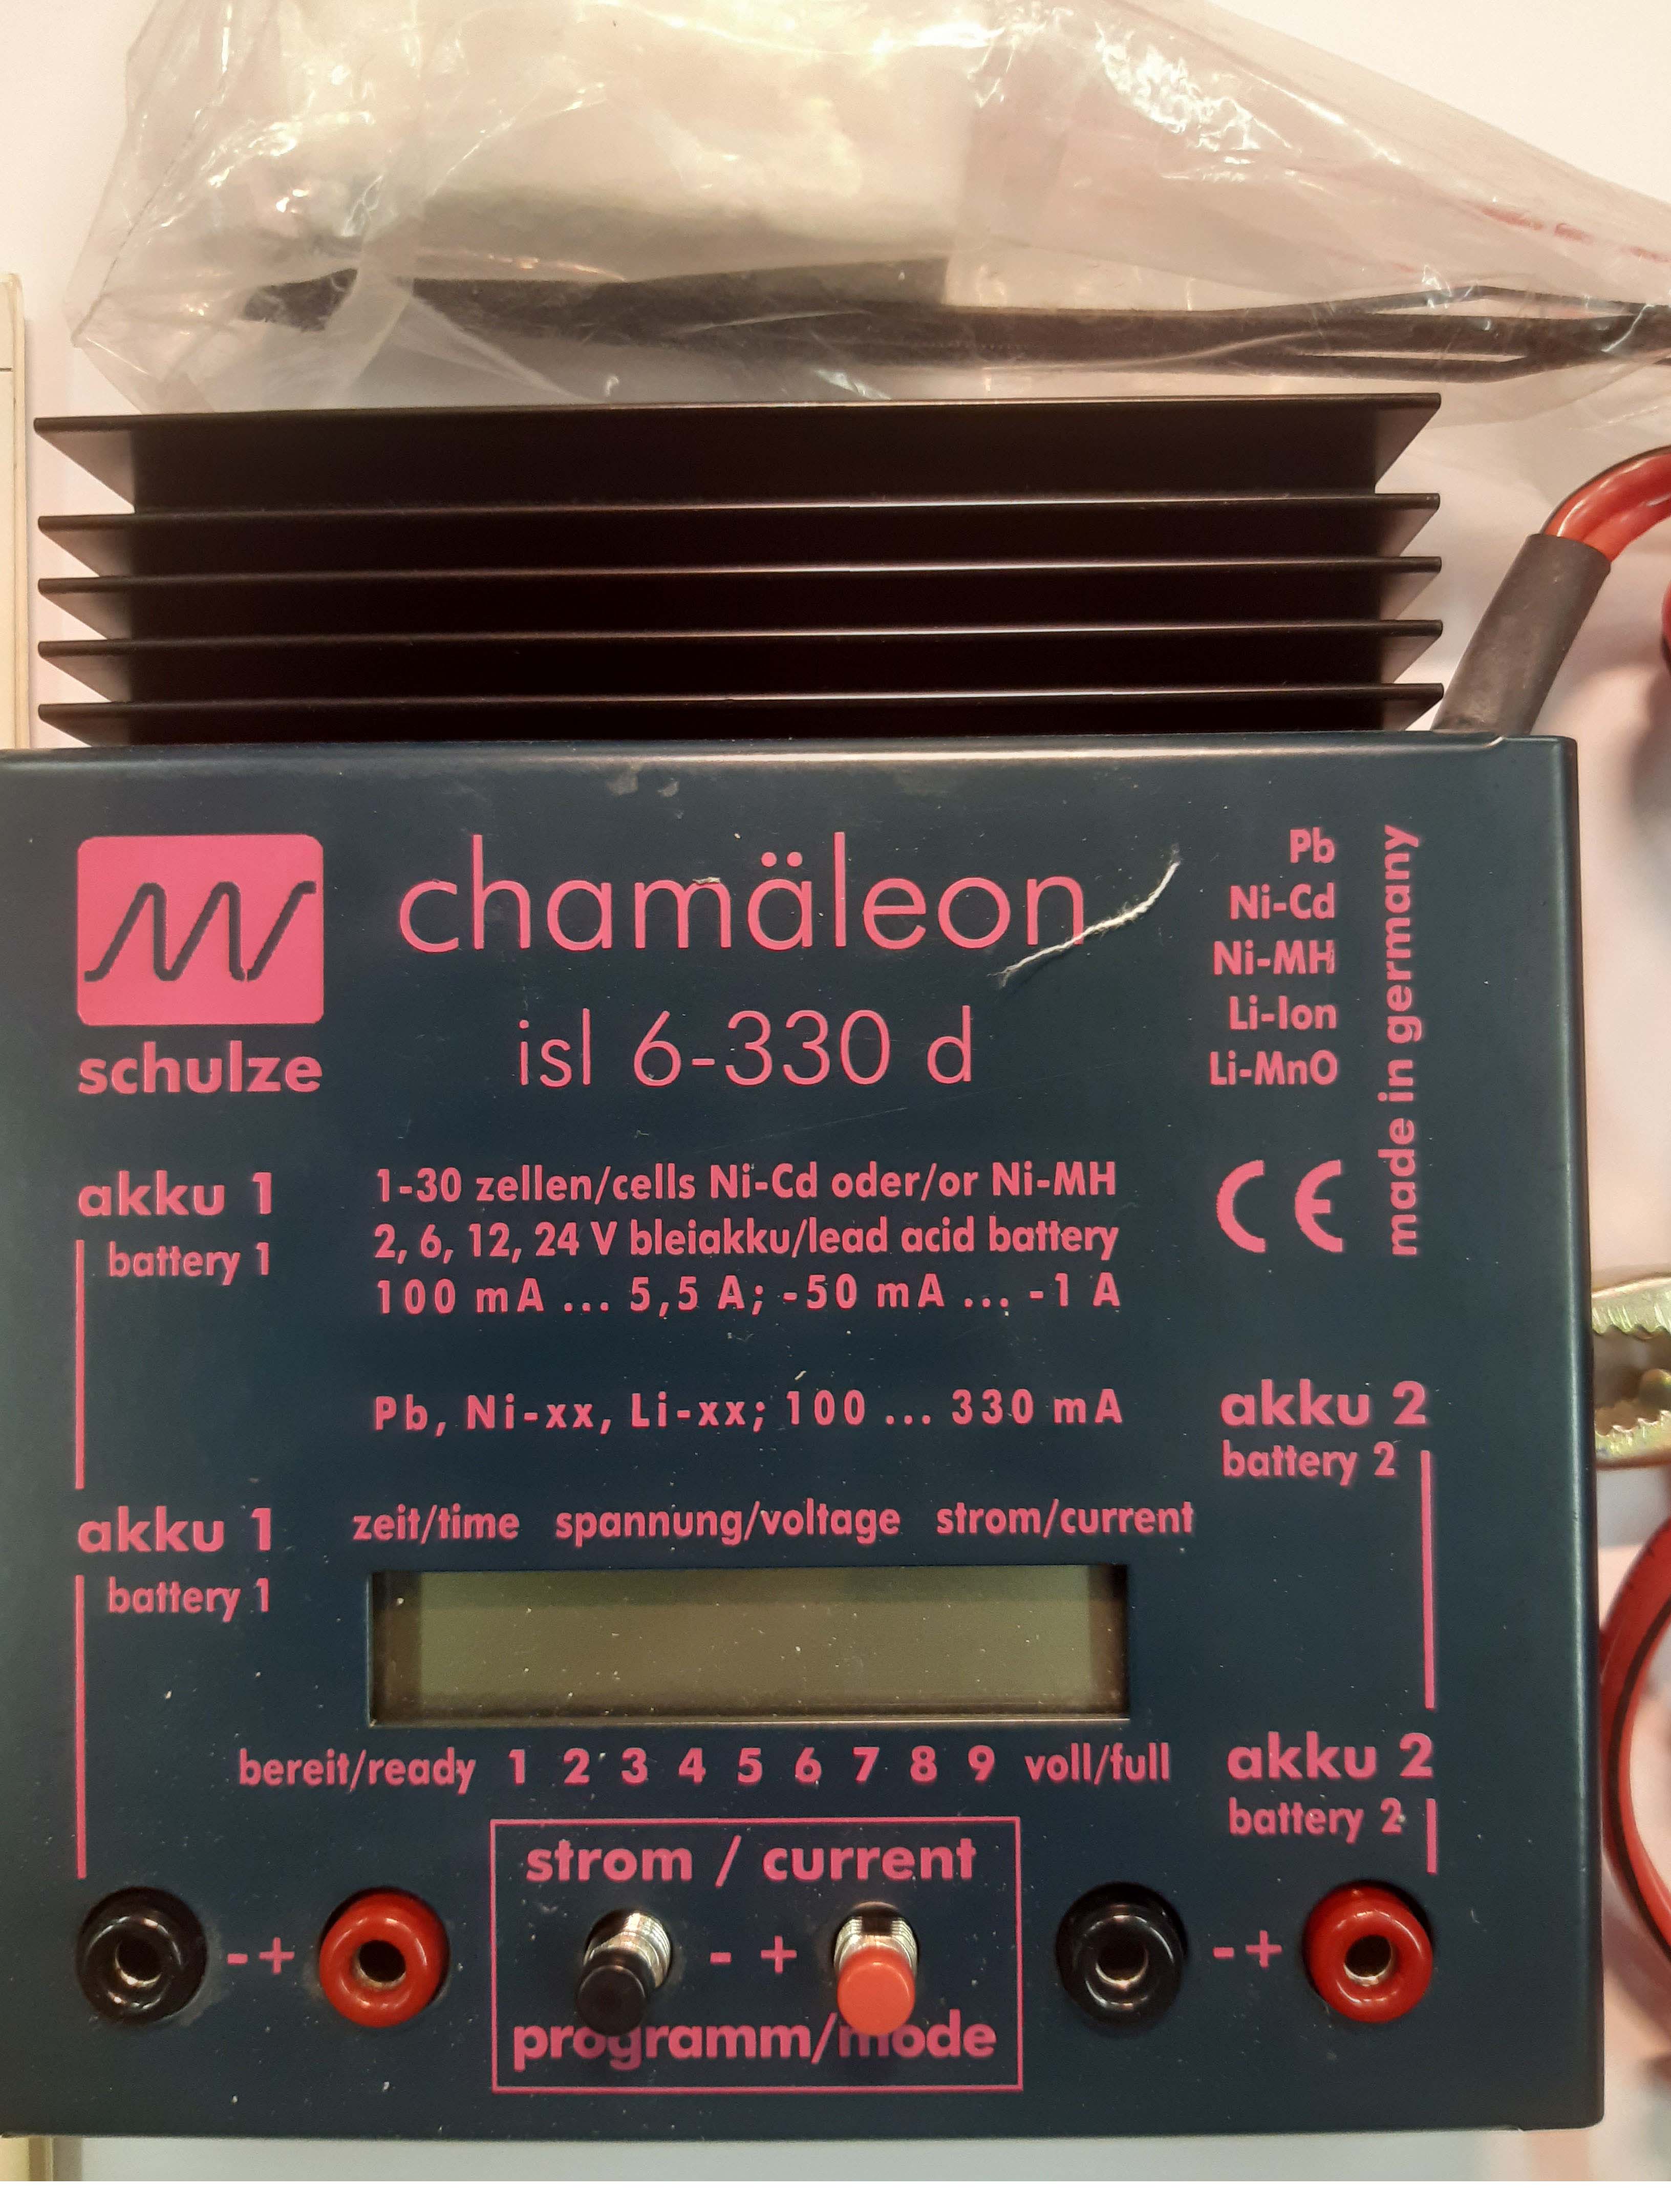 chamäleon
isl 6-330 d
schulze
Pb
Ni-Cd
Ni-MH
Li-Ion
Li-MnO
made in germany
CE
akku 1
battery 1
1-30 zellen/cells Ni-Cd oder/or Ni-MH
2, 6, 12, 24 V bleiakku/lead acid battery
100 mA ... 5,5 A; -50 mA ... -1 A
Pb, Ni-xx, Li-xx; 100 ... 330 mA
akku 2
battery 2
akku 1
battery 1
zeit/time spannung/voltage strom/current
bereit/ready 1 2 3 4 5 6 7 8 9 voll/full
akku 2
battery 2
strom / current
- +
- +
- +
programm/mode